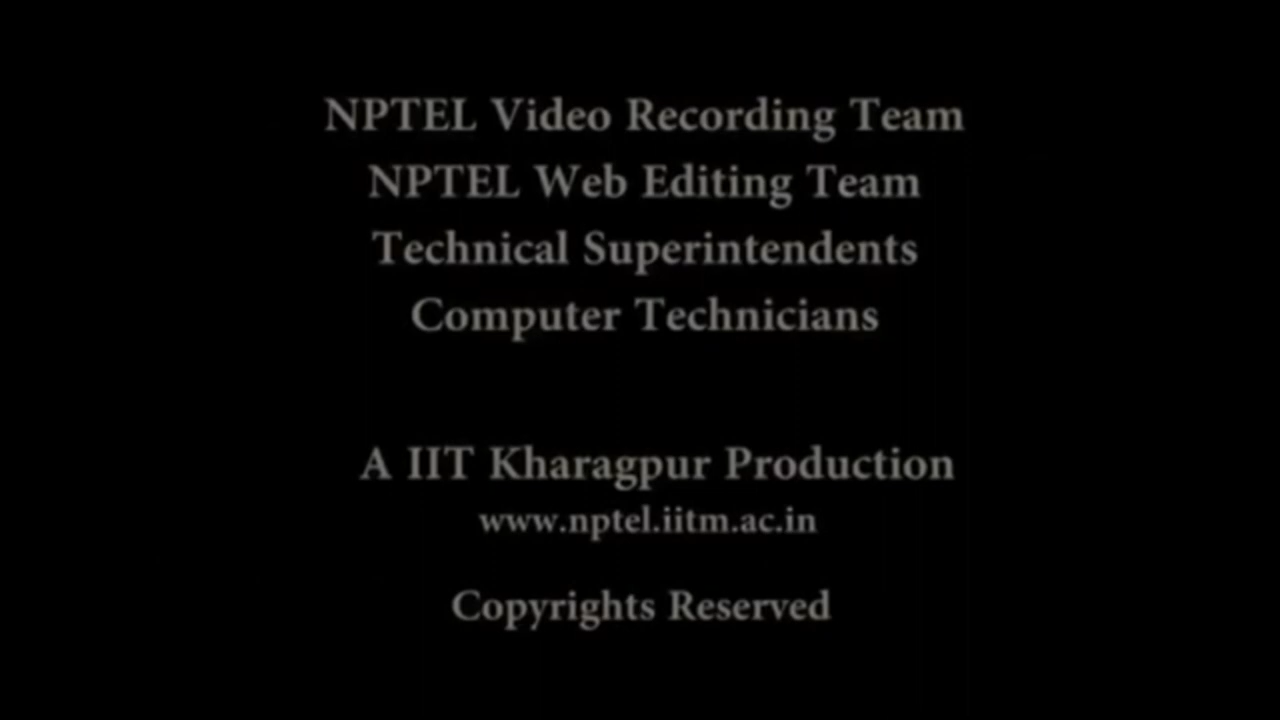 NPTEL Video Recording Team
NPTEL Web Editing Team
Technical Superintendents
Computer Technicians
A IIT Kharagpur Production
www.nptel.iitm.ac.in
Copyrights Reserved